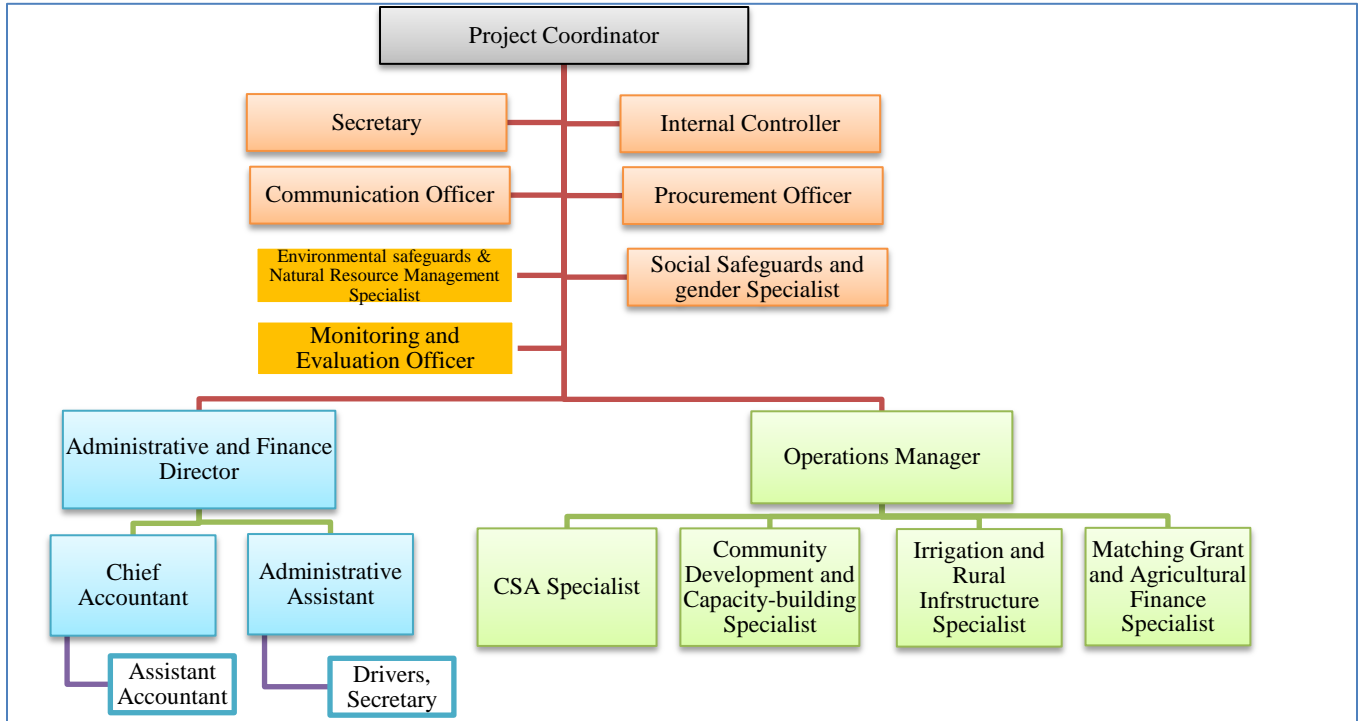 Project Coordinator
Secretary
Internal Controller
Communication Officer
Procurement Officer
Environmental safeguards &
Natural Resource Management
Specialist
Social Safeguards and
gender Specialist
Monitoring and
Evaluation Officer
Administrative and Finance
Director
Operations Manager
Chief
Accountant
Administrative
Assistant
CSA Specialist
Community
Development and
Capacity-building
Specialist
Irrigation and
Rural
Infrstructure
Specialist
Matching Grant
and Agricultural
Finance
Specialist
Assistant
Accountant
Drivers,
Secretary